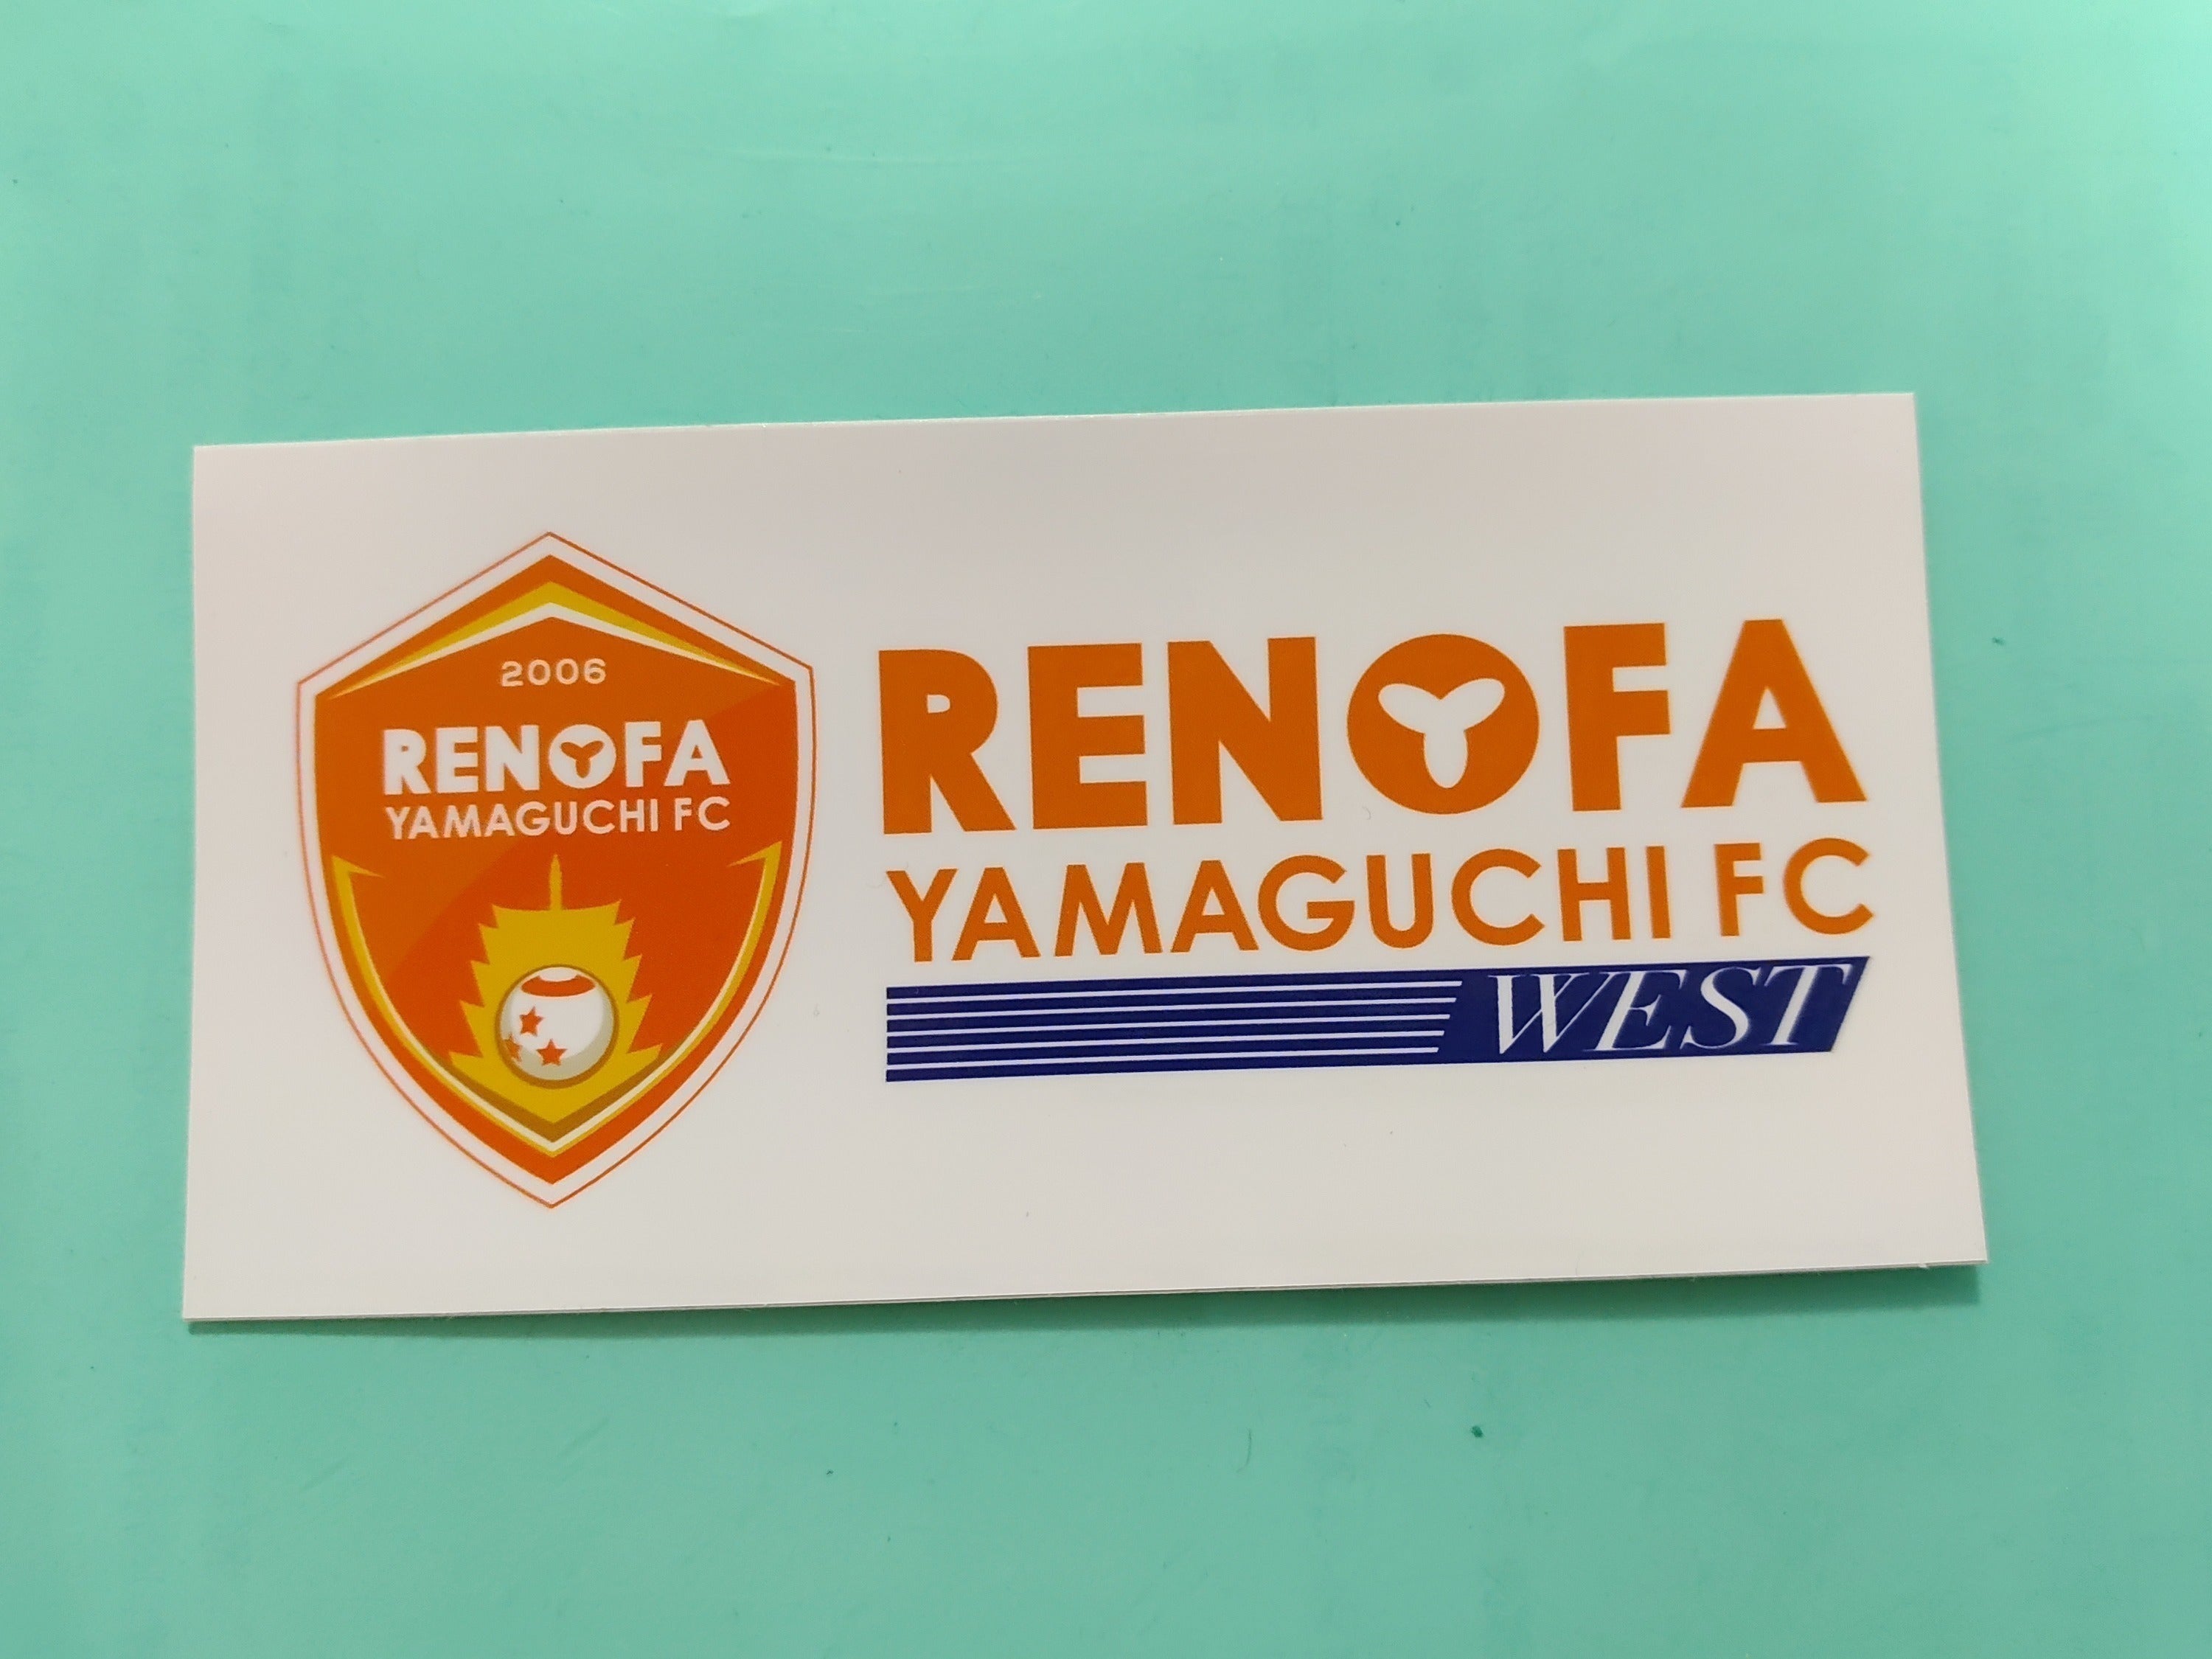 2006
RENOFA
YAMAGUCHI FC
RENOFA
YAMAGUCHI FC
WEST